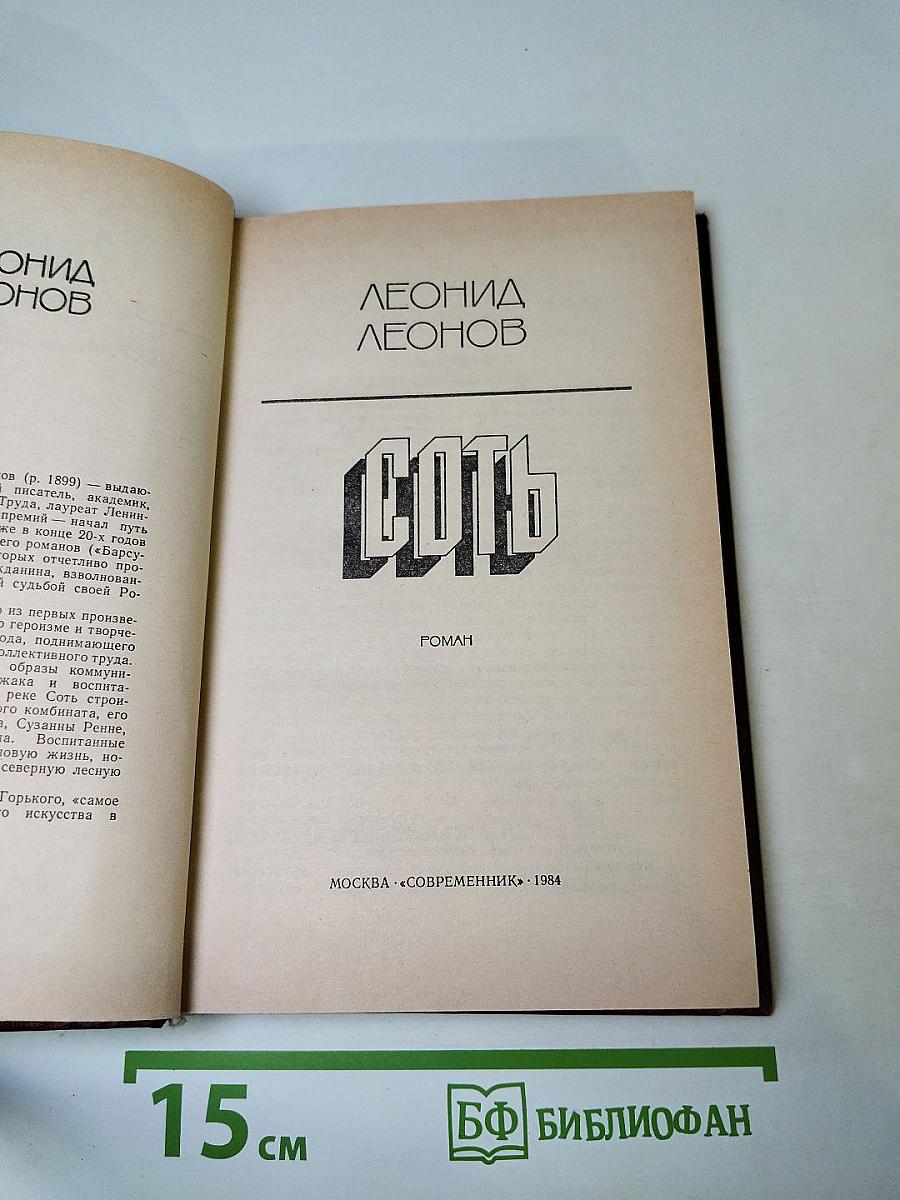 ОНИД
ОНОВ
ов (р. 1899) — выдаю-
й писатель, академик,
Труда, лауреат Ленин-
премий — начал путь
же в конце 20-х годов
его романов («Барсу-
торых отчетливо про-
жданина, взволнован-
й судьбой своей Ро-
о из первых произве-
о героизме и творче-
ода, поднимающего
оллективного труда.
образы коммуни-
жака и воспита-
реке Соть строи-
ого комбината, его
а, Сузанны Ренне,
на. Воспитанные
новую жизнь, но-
северную лесную
Горького, «самое
го искусства в
ЛЕОНИД
ЛЕОНОВ
СОТЬ
РОМАН
МОСКВА · «СОВРЕМЕННИК» · 1984
15 см
БФ БИБЛИОФАН